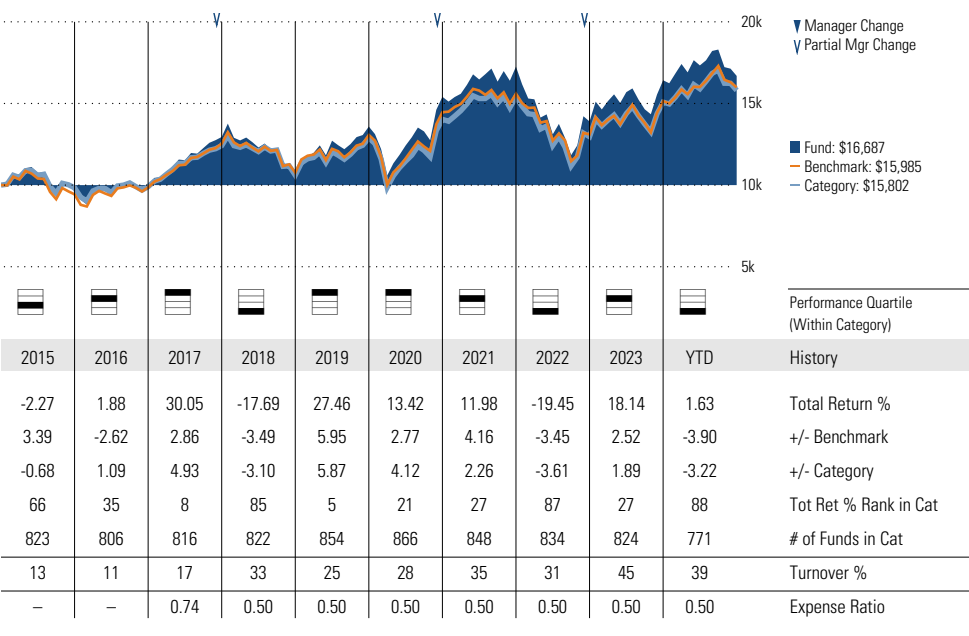 20k
15k
10k
5k
Manager Change
Partial Mgr Change
Fund: $16,687
Benchmark: $15,985
Category: $15,802
Performance Quartile
(Within Category)
2015 2016 2017 2018 2019 2020 2021 2022 2023 YTD History
-2.27 1.88 30.05 -17.69 27.46 13.42 11.98 -19.45 18.14 1.63 Total Return %
3.39 -2.62 2.86 -3.49 5.95 2.77 4.16 -3.45 2.52 -3.90 +/- Benchmark
-0.68 1.09 4.93 -3.10 5.87 4.12 2.26 -3.61 1.89 -3.22 +/- Category
66 35 8 85 5 21 27 87 27 88 Tot Ret % Rank in Cat
823 806 816 822 854 866 848 834 824 771 # of Funds in Cat
13 11 17 33 25 28 35 31 45 39 Turnover %
– – 0.74 0.50 0.50 0.50 0.50 0.50 0.50 0.50 Expense Ratio